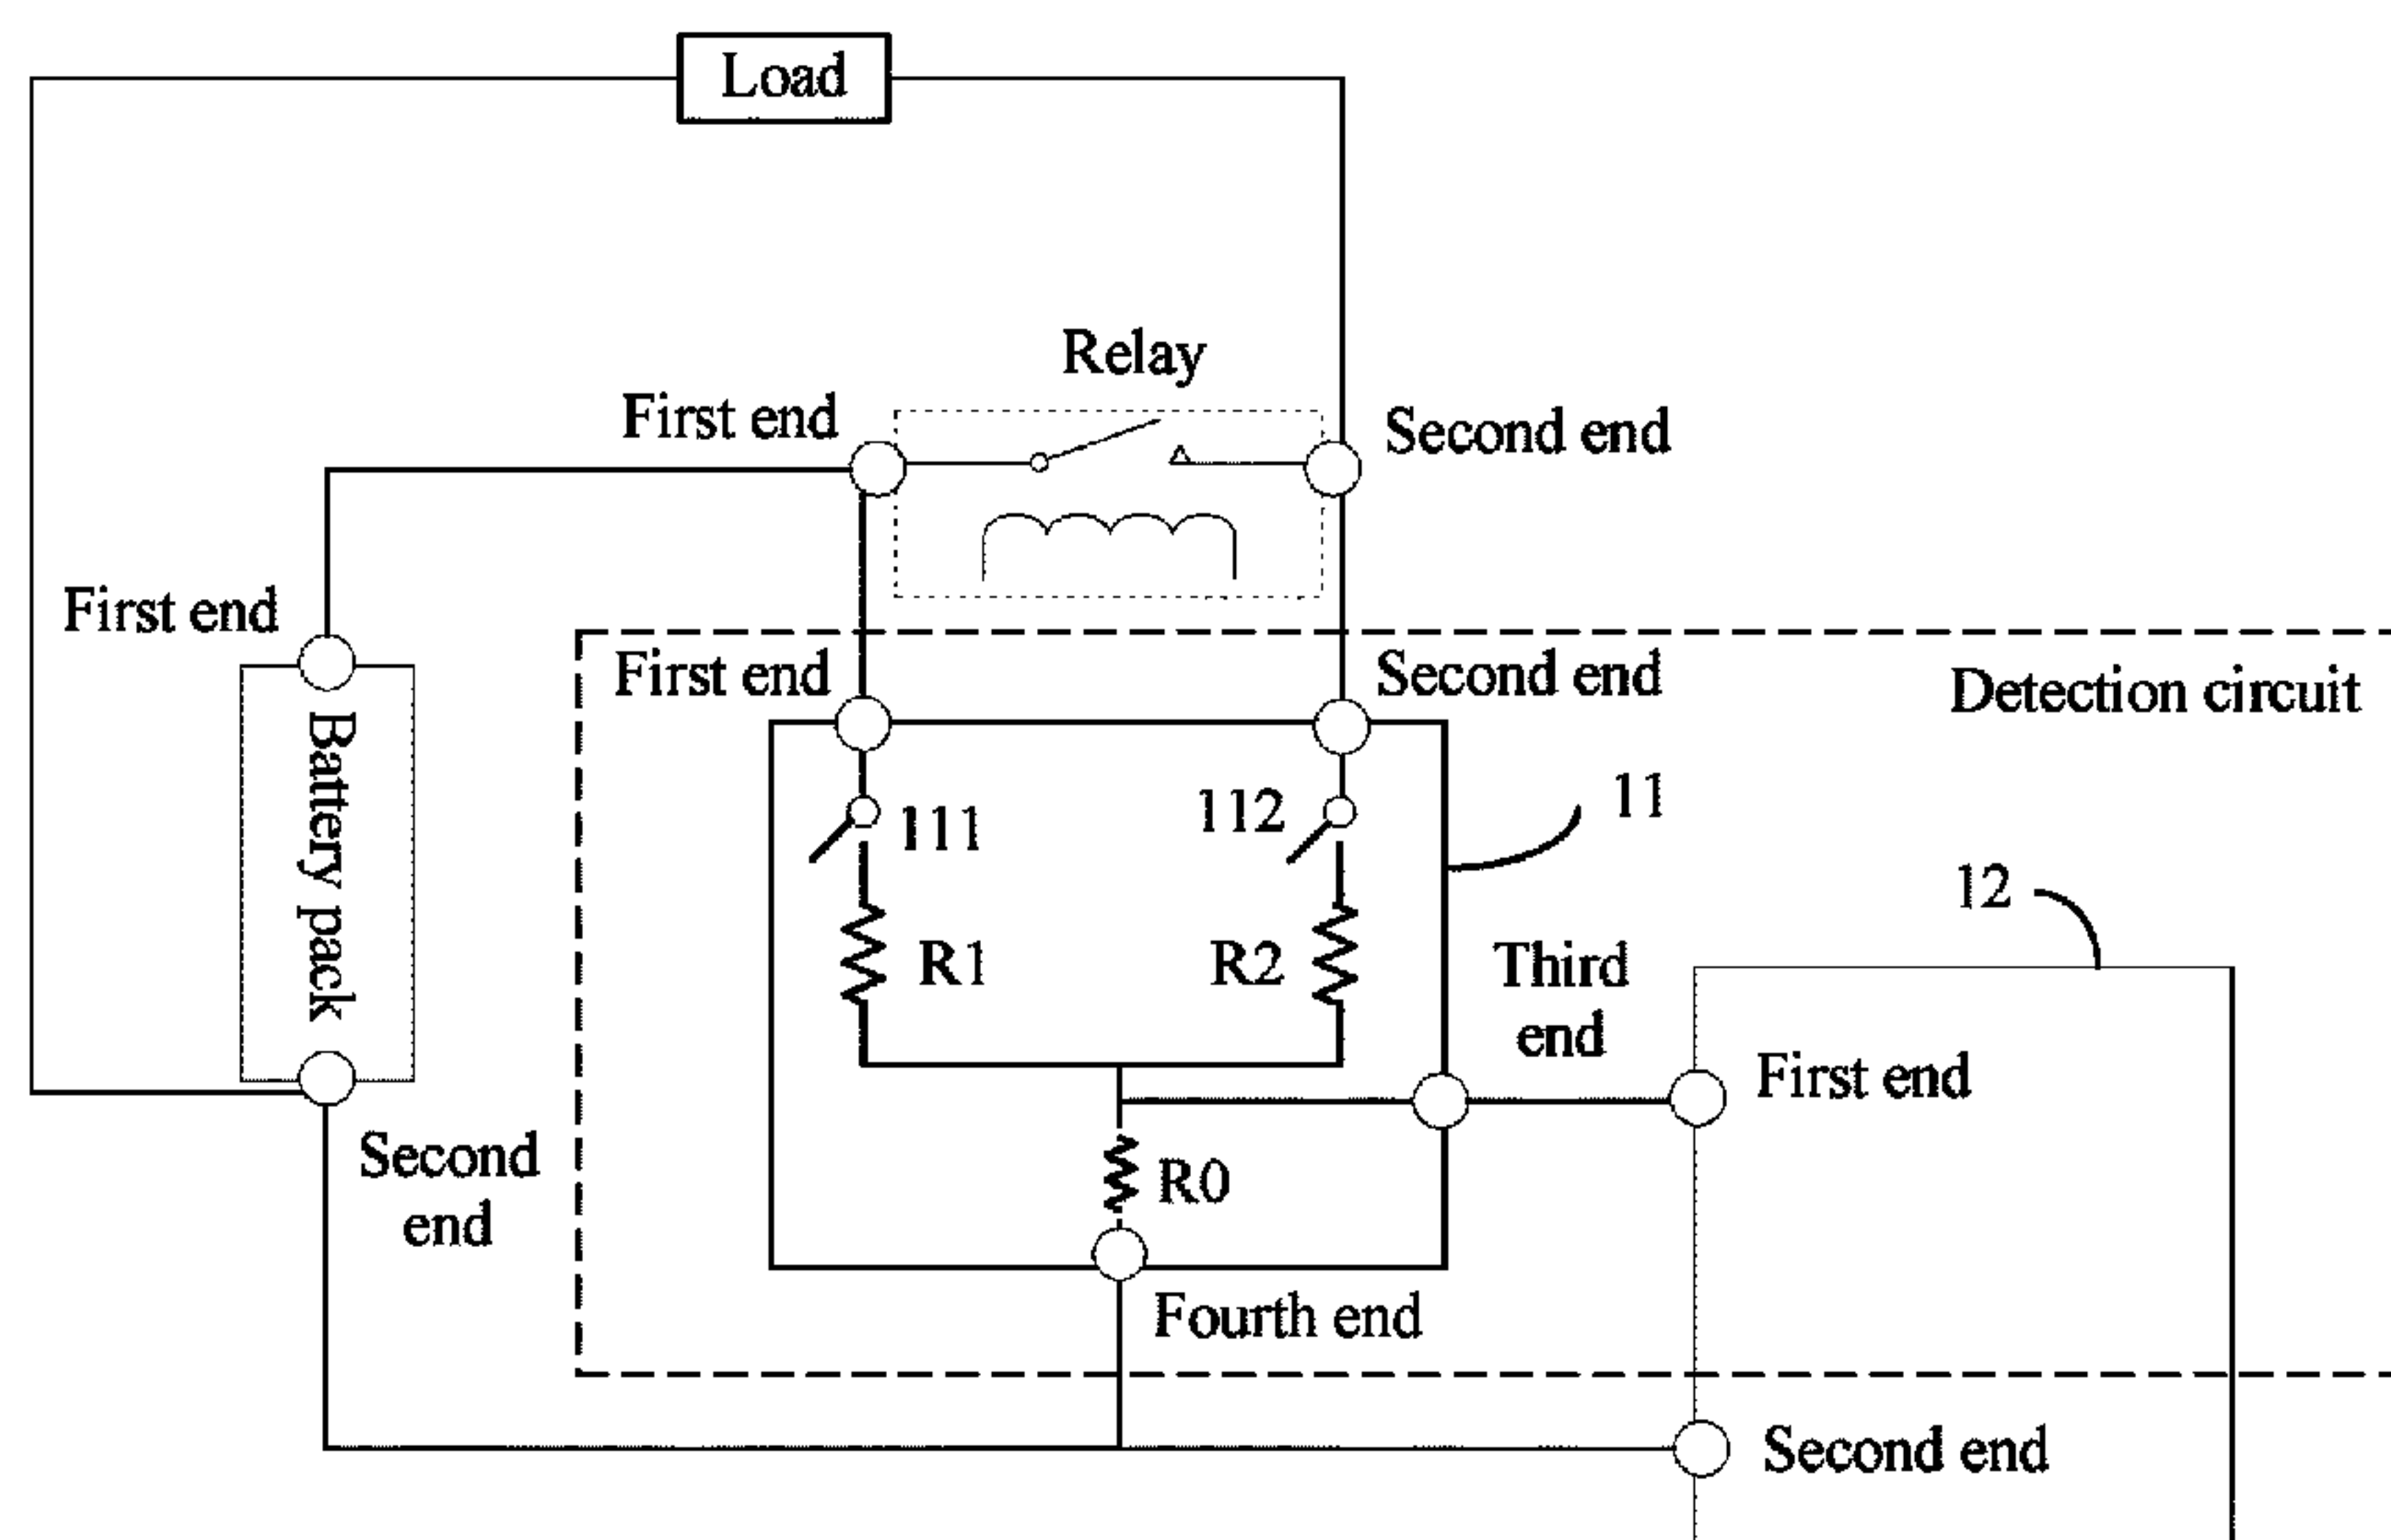 Load
Relay
First end
Second end
First end
First end
Second end
Detection circuit
Battery pack
111
112
11
12
R1
R2
Third
end
First end
Second
end
R0
Fourth end
Second end